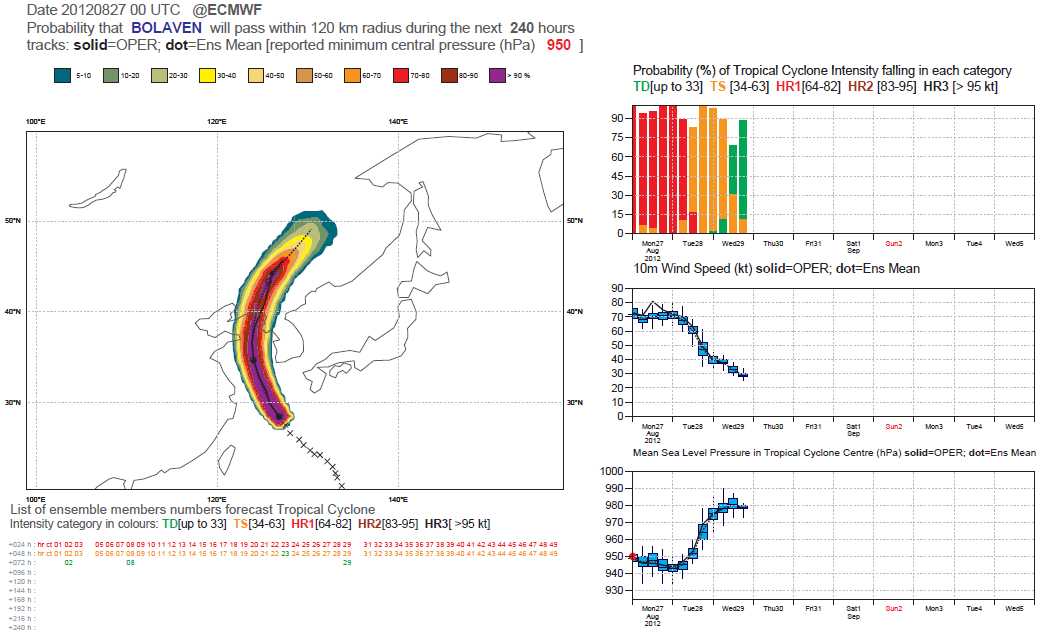 Date 20120827 00 UTC @ECMWF
Probability that BOLAVEN will pass within 120 km radius during the next 240 hours
tracks: solid=OPER; dot=Ens Mean [reported minimum central pressure (hPa) 950 ]
5-10 10-20 20-30 30-40 40-50 50-60 60-70 70-80 80-90 > 90 %
100°E 120°E 140°E
50°N 50°N
40°N 40°N
30°N 30°N
100°E 120°E 140°E
List of ensemble members numbers forecast Tropical Cyclone
Intensity category in colours: TD[up to 33] TS[34-63] HR1[64-82] HR2[83-95] HR3[ >95 kt]
+024 h : hr ct 01 02 03 05 06 07 08 09 10 11 12 13 14 15 16 17 18 19 20 21 22 23 24 25 26 27 28 29 31 32 33 34 35 36 37 38 39 40 41 42 43 44 45 46 47 48 49
+048 h : hr ct 01 02 03 05 06 07 08 09 10 11 12 13 14 15 16 17 18 19 20 21 22 23 24 25 26 27 28 29 31 32 33 34 35 36 37 38 39 40 41 42 43 44 45 46 47 48 49
+072 h : 02 08 29
+096 h :
+120 h :
+144 h :
+168 h :
+192 h :
+216 h :
+240 h :
Probability (%) of Tropical Cyclone Intensity falling in each category
TD[up to 33] TS [34-63] HR1[64-82] HR2 [83-95] HR3 [> 95 kt]
90
75
60
45
30
15
0
Mon27 Tue28 Wed29 Thu30 Fri31 Sat1 Sun2 Mon3 Tue4 Wed5
Aug Sep
2012
10m Wind Speed (kt) solid=OPER; dot=Ens Mean
90
80
70
60
50
40
30
20
10
0
Mon27 Tue28 Wed29 Thu30 Fri31 Sat1 Sun2 Mon3 Tue4 Wed5
Aug Sep
2012
Mean Sea Level Pressure in Tropical Cyclone Centre (hPa) solid=OPER; dot=Ens Mean
1000
990
980
970
960
950
940
930
Mon27 Tue28 Wed29 Thu30 Fri31 Sat1 Sun2 Mon3 Tue4 Wed5
Aug Sep
2012